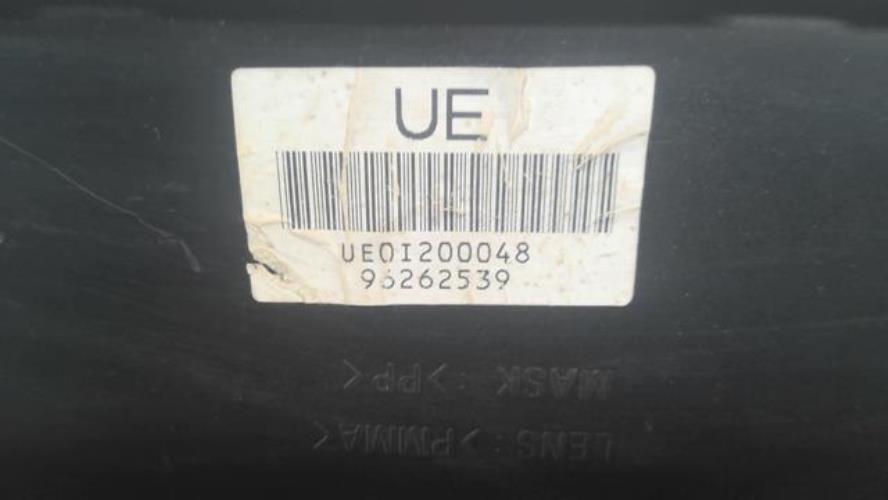 UE
UE0I200048
96262539
MASK : >PP<
LENS : >PMMA<